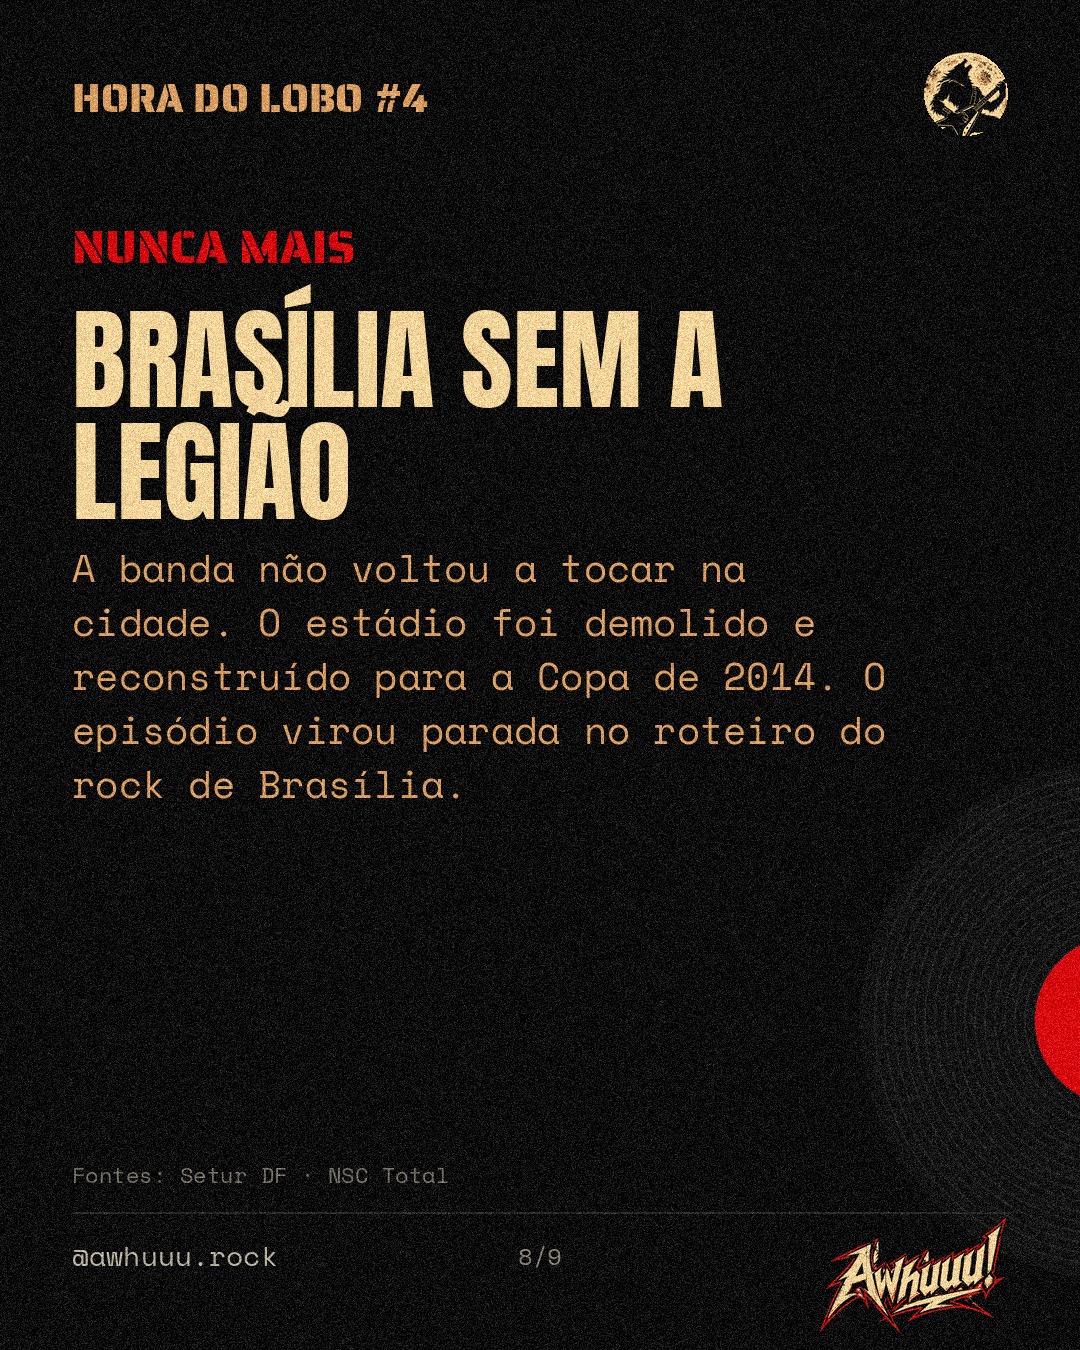 HORA DO LOBO #4
NUNCA MAIS
BRASÍLIA SEM A
LEGIÃO
A banda não voltou a tocar na
cidade. O estádio foi demolido e
reconstruído para a Copa de 2014. O
episódio virou parada no roteiro do
rock de Brasília.
Fontes: Setur DF · NSC Total
@awhuuu.rock
8/9
Awhuuu!